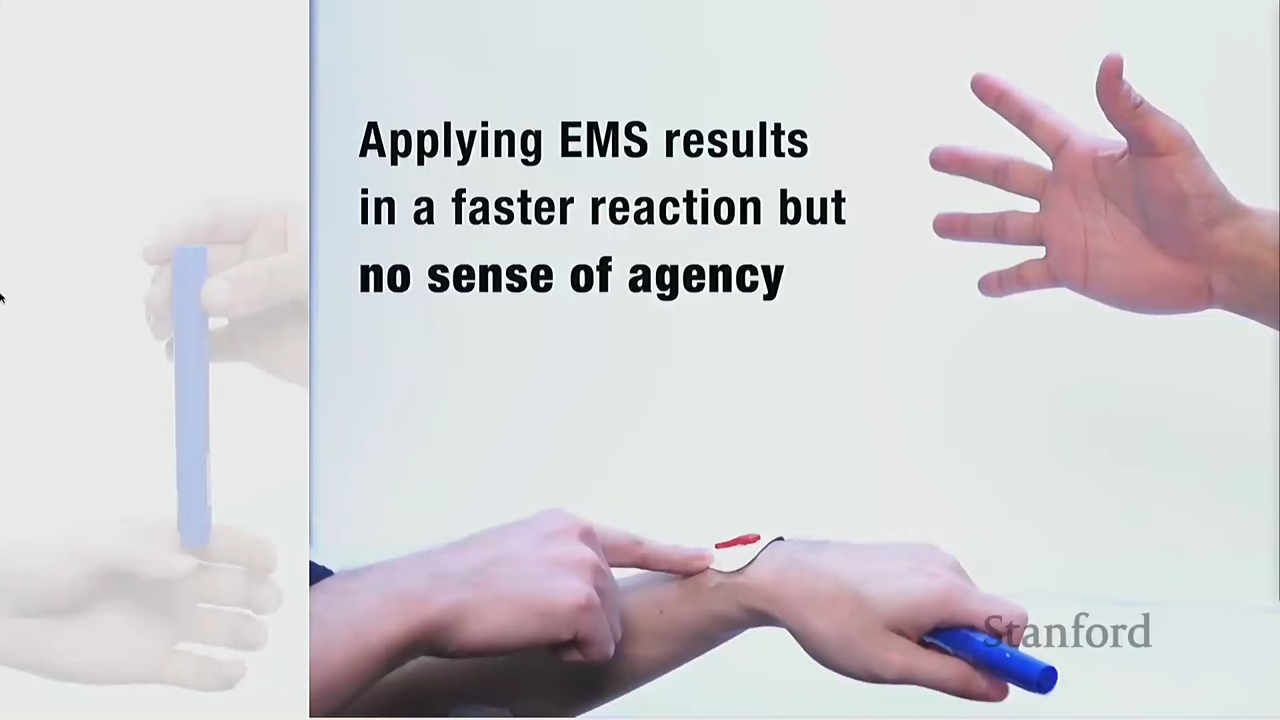 Applying EMS results
in a faster reaction but
no sense of agency
Stanford